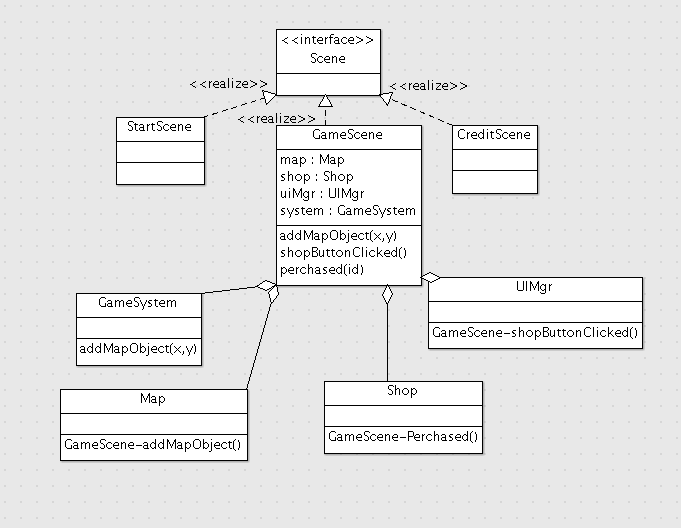 <<interface>>
Scene
<<realize>>
<<realize>>
<<realize>>
StartScene
GameScene
map : Map
shop : Shop
uiMgr : UIMgr
system : GameSystem
addMapObject(x,y)
shopButtonClicked()
perchased(id)
CreditScene
GameSystem
addMapObject(x,y)
UIMgr
GameScene-shopButtonClicked()
Map
GameScene-addMapObject()
Shop
GameScene-Perchased()